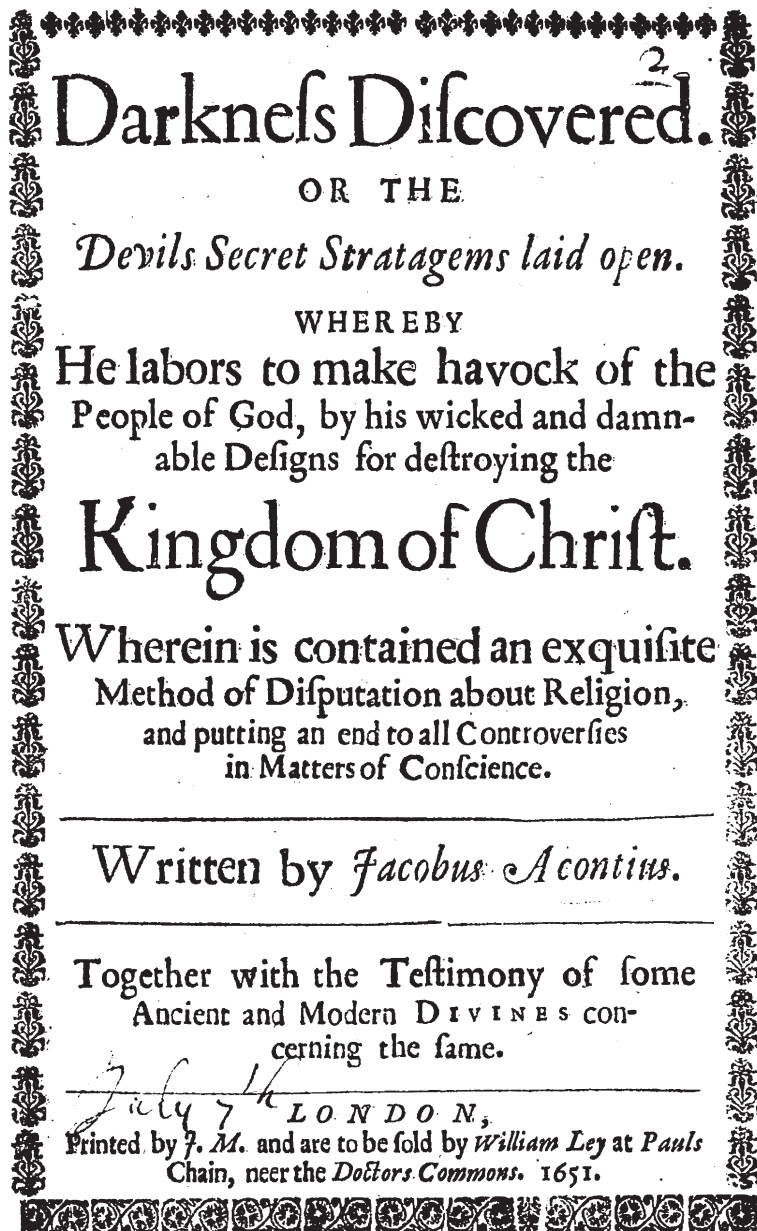 2
Darkneſs Diſcovered.
OR THE
Devils Secret Stratagems laid open.
WHEREBY
He labors to make havock of the
People of God, by his wicked and damn-
able Deſigns for deſtroying the
Kingdom of Chriſt.
Wherein is contained an exquiſite
Method of Diſputation about Religion,
and putting an end to all Controverſies
in Matters of Conſcience.
Written by Jacobus Acontius.
Together with the Teſtimony of ſome
Ancient and Modern DIVINES con-
cerning the ſame.
July 7th
LONDON,
Printed by J. M. and are to be ſold by William Ley at Pauls
Chain, neer the Doctors Commons. 1651.